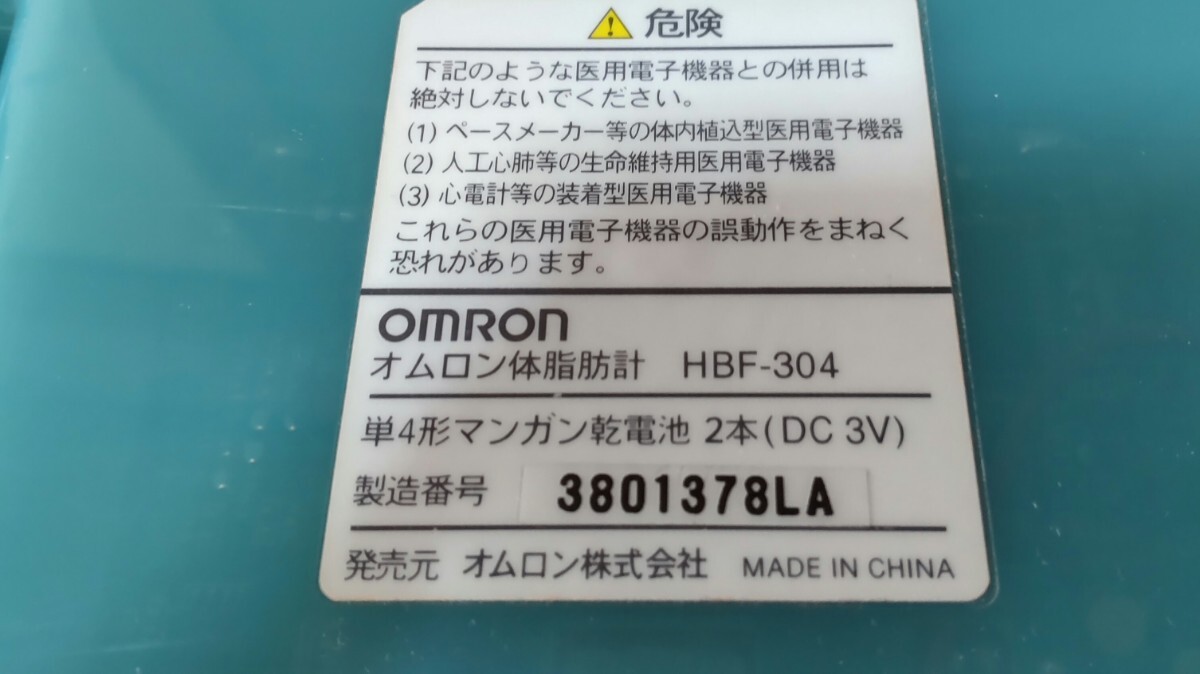 危険
下記のような医用電子機器との併用は
絶対しないでください。
(1) ペースメーカー等の体内植込型医用電子機器
(2) 人工心肺等の生命維持用医用電子機器
(3) 心電計等の装着型医用電子機器
これらの医用電子機器の誤動作をまねく
恐れがあります。
OMRON
オムロン体脂肪計 HBF-304
単4形マンガン乾電池 2本(DC 3V)
製造番号 3801378LA
発売元 オムロン株式会社 MADE IN CHINA